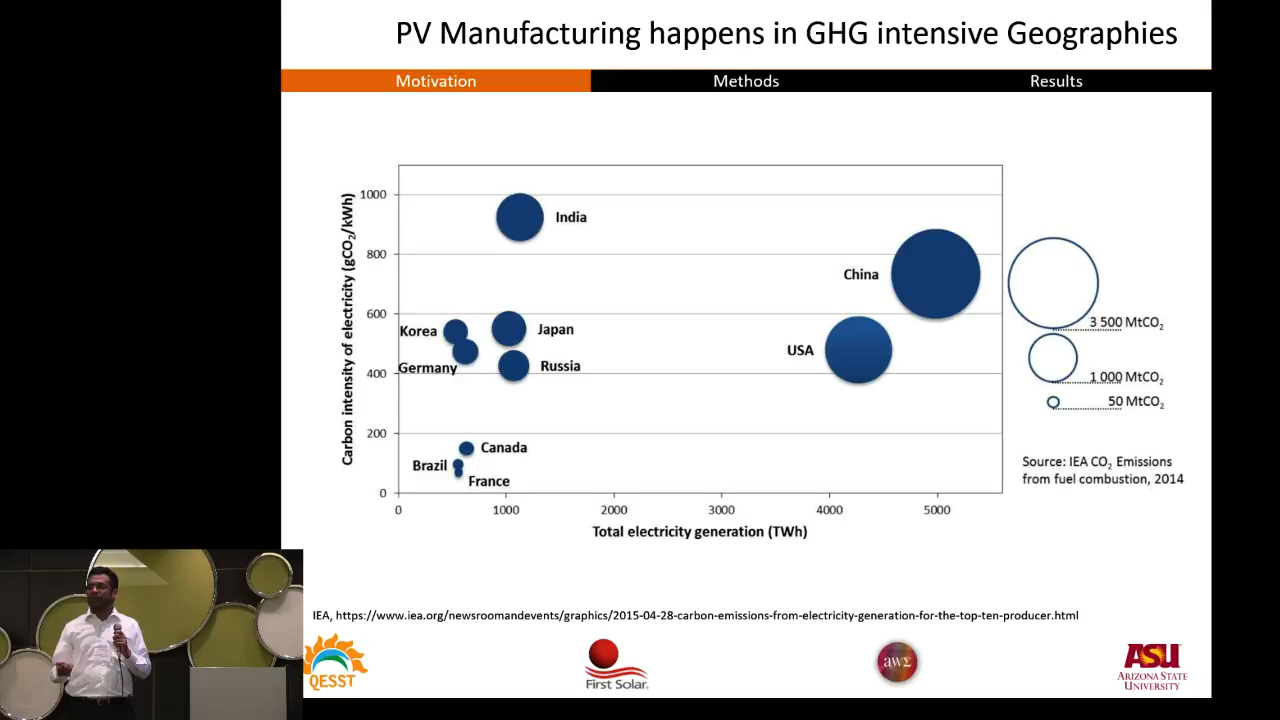 PV Manufacturing happens in GHG intensive Geographies
Motivation
Methods
Results
Carbon intensity of electricity (gCO₂/kWh)
1000
800
600
400
200
0
India
China
Korea
Japan
USA
Germany
Russia
Canada
Brazil
France
0
1000
2000
3000
4000
5000
Total electricity generation (TWh)
3 500 MtCO₂
1 000 MtCO₂
50 MtCO₂
Source: IEA CO₂ Emissions
from fuel combustion, 2014
IEA, https://www.iea.org/newsroomandevents/graphics/2015-04-28-carbon-emissions-from-electricity-generation-for-the-top-ten-producer.html
QESST
First Solar.
awΣ
ASU
ARIZONA STATE
UNIVERSITY